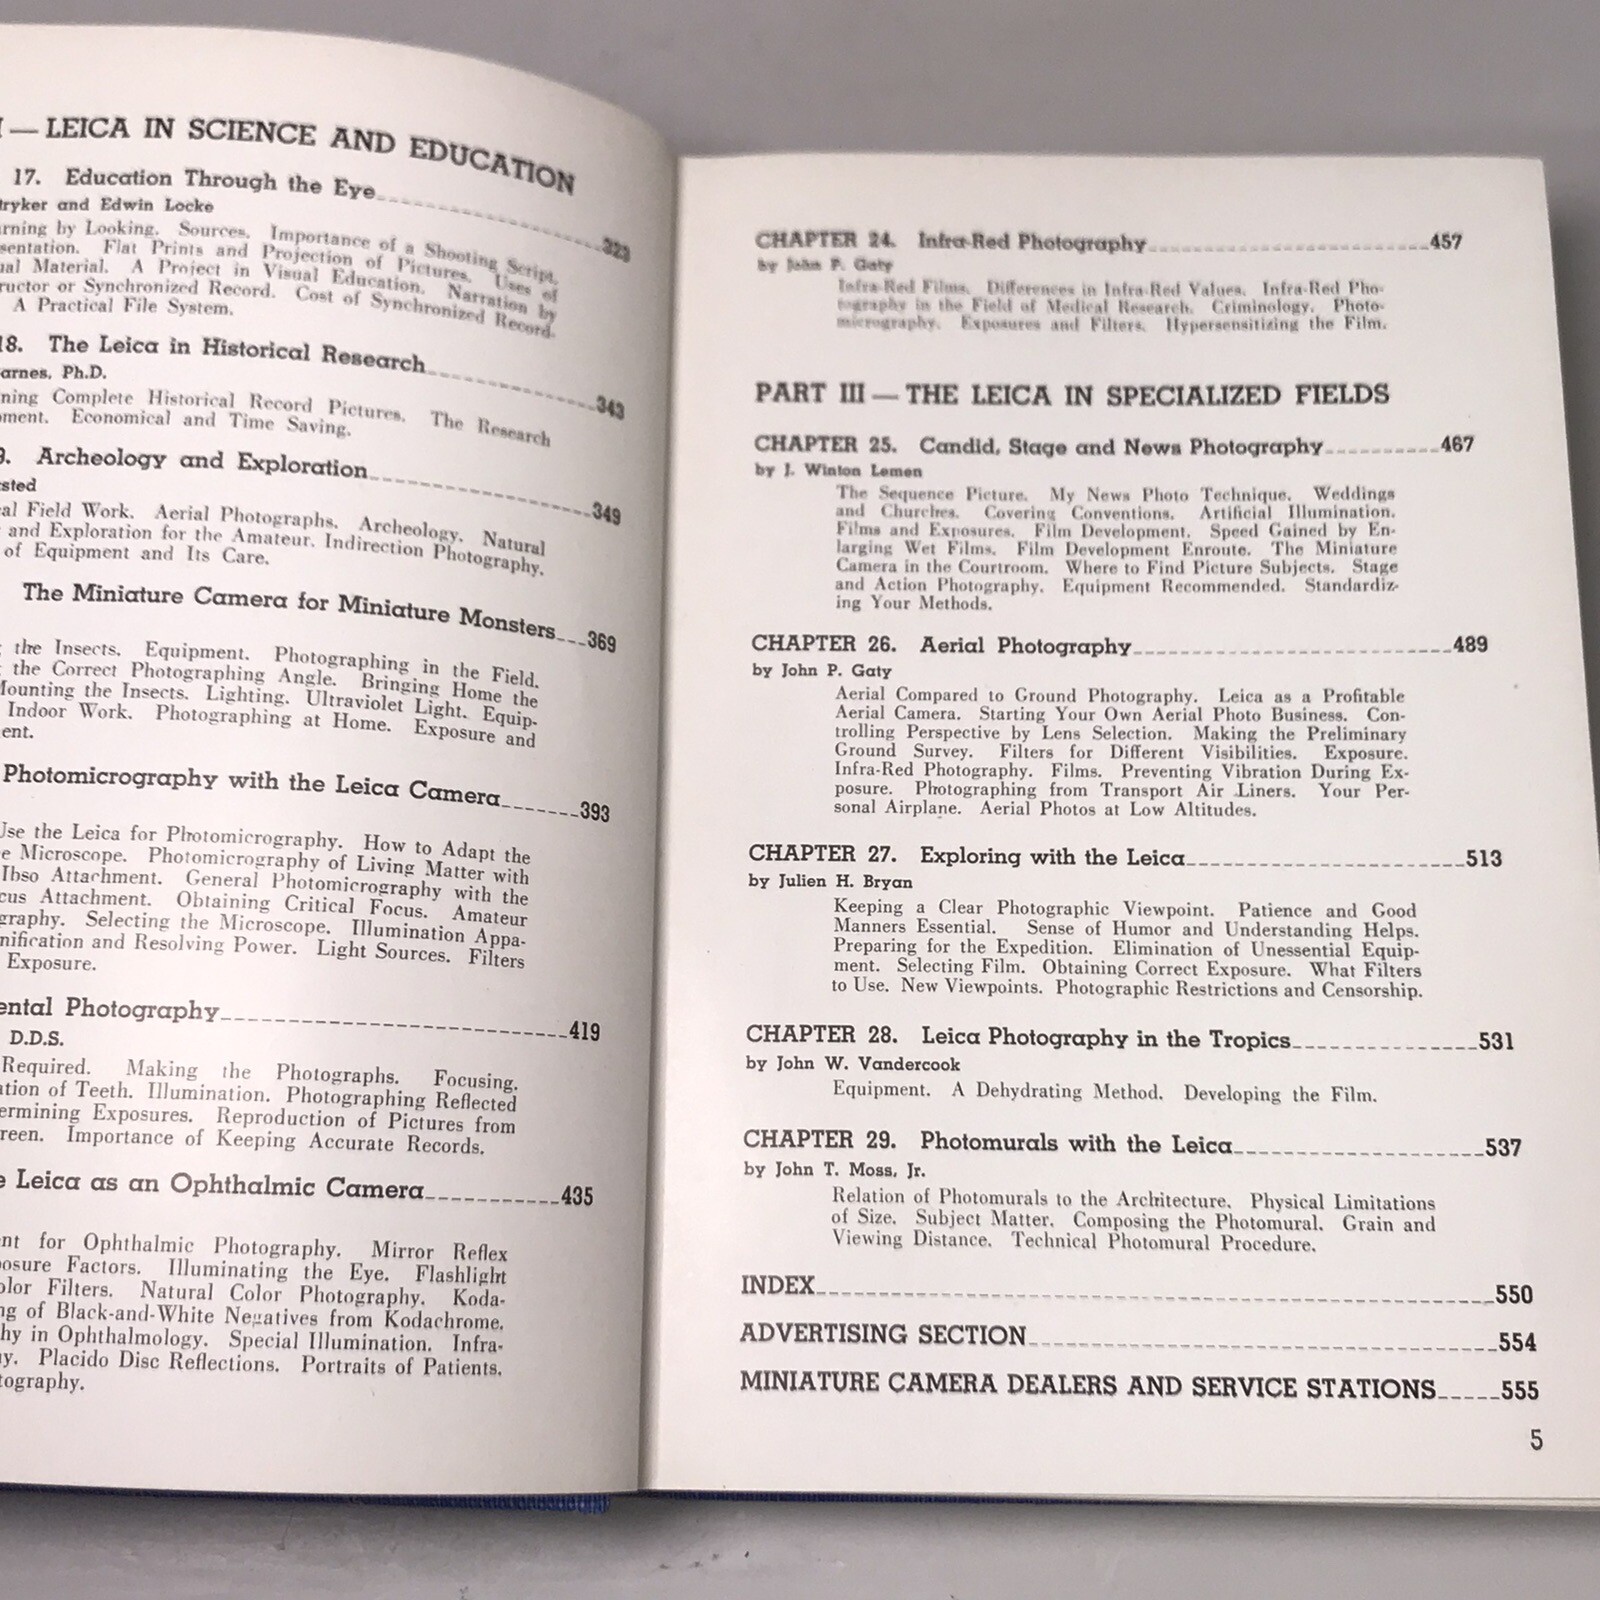 — LEICA IN SCIENCE AND EDUCATION
17. Education Through the Eye 323
and Edwin Locke
by Looking. Sources. Importance of a Shooting Script.
Flat Prints and Projection of Pictures. Uses of
Material. A Project in Visual Education. Narration by
or Synchronized Record. Cost of Synchronized Record.
A Practical File System.
18. The Leica in Historical Research 343
Ph.D.
Complete Historical Record Pictures. The Research
Economical and Time Saving.
Archeology and Exploration 349
Field Work. Aerial Photographs. Archeology. Natural
and Exploration for the Amateur. Indirection Photography.
of Equipment and Its Care.
The Miniature Camera for Miniature Monsters 369
the Insects. Equipment. Photographing in the Field.
the Correct Photographing Angle. Bringing Home the
Mounting the Insects. Lighting. Ultraviolet Light. Equip-
Indoor Work. Photographing at Home. Exposure and
ent.
Photomicrography with the Leica Camera 393
Use the Leica for Photomicrography. How to Adapt the
e Microscope. Photomicrography of Living Matter with
Ibso Attachment. General Photomicrography with the
cus Attachment. Obtaining Critical Focus. Amateur
graphy. Selecting the Microscope. Illumination Appa-
nification and Resolving Power. Light Sources. Filters
Exposure.
ental Photography 419
D.D.S.
Required. Making the Photographs. Focusing.
ation of Teeth. Illumination. Photographing Reflected
ermining Exposures. Reproduction of Pictures from
reen. Importance of Keeping Accurate Records.
e Leica as an Ophthalmic Camera 435
nt for Ophthalmic Photography. Mirror Reflex
osure Factors. Illuminating the Eye. Flashlight
olor Filters. Natural Color Photography. Koda-
ng of Black-and-White Negatives from Kodachrome.
hy in Ophthalmology. Special Illumination. Infra-
y. Placido Disc Reflections. Portraits of Patients.
tography.
CHAPTER 24. Infra-Red Photography 457
by John P. Gaty
Infra-Red Films. Differences in Infra-Red Values. Infra-Red Pho-
tography in the Field of Medical Research. Criminology. Photo-
micrography. Exposures and Filters. Hypersensitizing the Film.
PART III — THE LEICA IN SPECIALIZED FIELDS
CHAPTER 25. Candid, Stage and News Photography 467
by J. Winton Lemen
The Sequence Picture. My News Photo Technique. Weddings
and Churches. Covering Conventions. Artificial Illumination.
Films and Exposures. Film Development. Speed Gained by En-
larging Wet Films. Film Development Enroute. The Miniature
Camera in the Courtroom. Where to Find Picture Subjects. Stage
and Action Photography. Equipment Recommended. Standardiz-
ing Your Methods.
CHAPTER 26. Aerial Photography 489
by John P. Gaty
Aerial Compared to Ground Photography. Leica as a Profitable
Aerial Camera. Starting Your Own Aerial Photo Business. Con-
trolling Perspective by Lens Selection. Making the Preliminary
Ground Survey. Filters for Different Visibilities. Exposure.
Infra-Red Photography. Films. Preventing Vibration During Ex-
posure. Photographing from Transport Air Liners. Your Per-
sonal Airplane. Aerial Photos at Low Altitudes.
CHAPTER 27. Exploring with the Leica 513
by Julien H. Bryan
Keeping a Clear Photographic Viewpoint. Patience and Good
Manners Essential. Sense of Humor and Understanding Helps.
Preparing for the Expedition. Elimination of Unessential Equip-
ment. Selecting Film. Obtaining Correct Exposure. What Filters
to Use. New Viewpoints. Photographic Restrictions and Censorship.
CHAPTER 28. Leica Photography in the Tropics 531
by John W. Vandercook
Equipment. A Dehydrating Method. Developing the Film.
CHAPTER 29. Photomurals with the Leica 537
by John T. Moss, Jr.
Relation of Photomurals to the Architecture. Physical Limitations
of Size. Subject Matter. Composing the Photomural. Grain and
Viewing Distance. Technical Photomural Procedure.
INDEX 550
ADVERTISING SECTION 554
MINIATURE CAMERA DEALERS AND SERVICE STATIONS 555
5